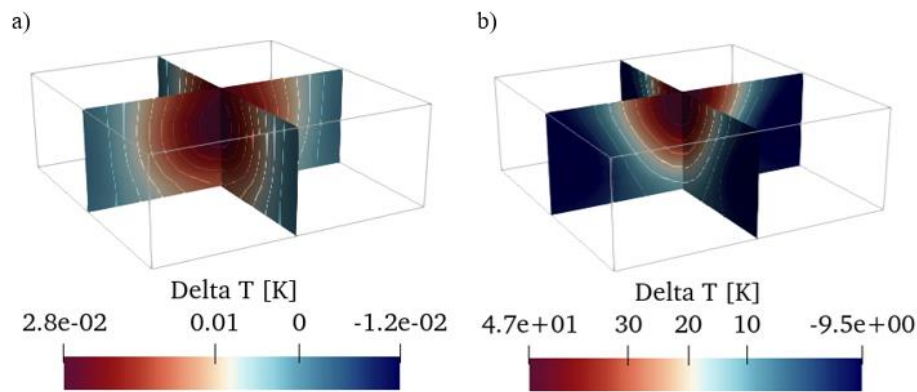 a)
b)
Delta T [K]
2.8e-02 0.01 0 -1.2e-02
Delta T [K]
4.7e+01 30 20 10 -9.5e+00